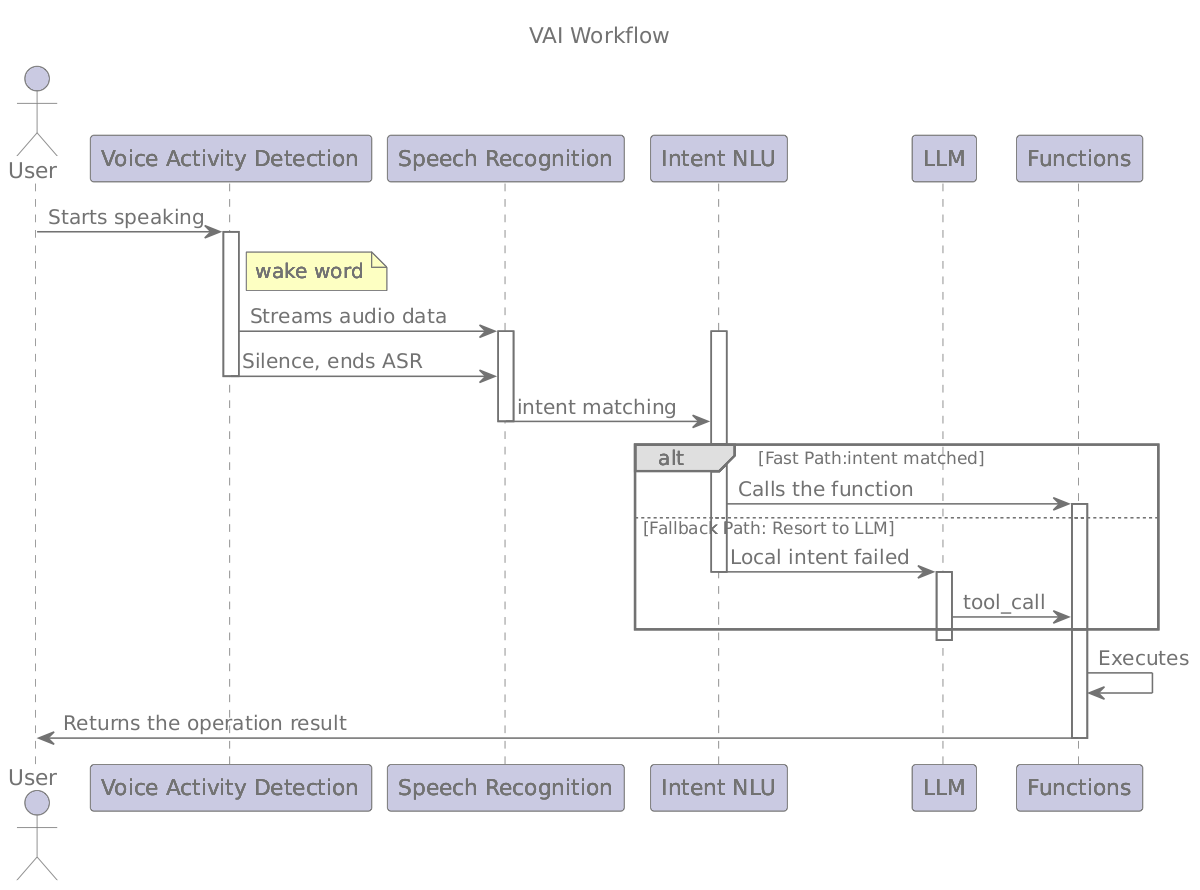 VAI Workflow
User
Voice Activity Detection
Speech Recognition
Intent NLU
LLM
Functions
Starts speaking
wake word
Streams audio data
Silence, ends ASR
intent matching
alt
[Fast Path:intent matched]
Calls the function
[Fallback Path: Resort to LLM]
Local intent failed
tool_call
Executes
Returns the operation result
User
Voice Activity Detection
Speech Recognition
Intent NLU
LLM
Functions